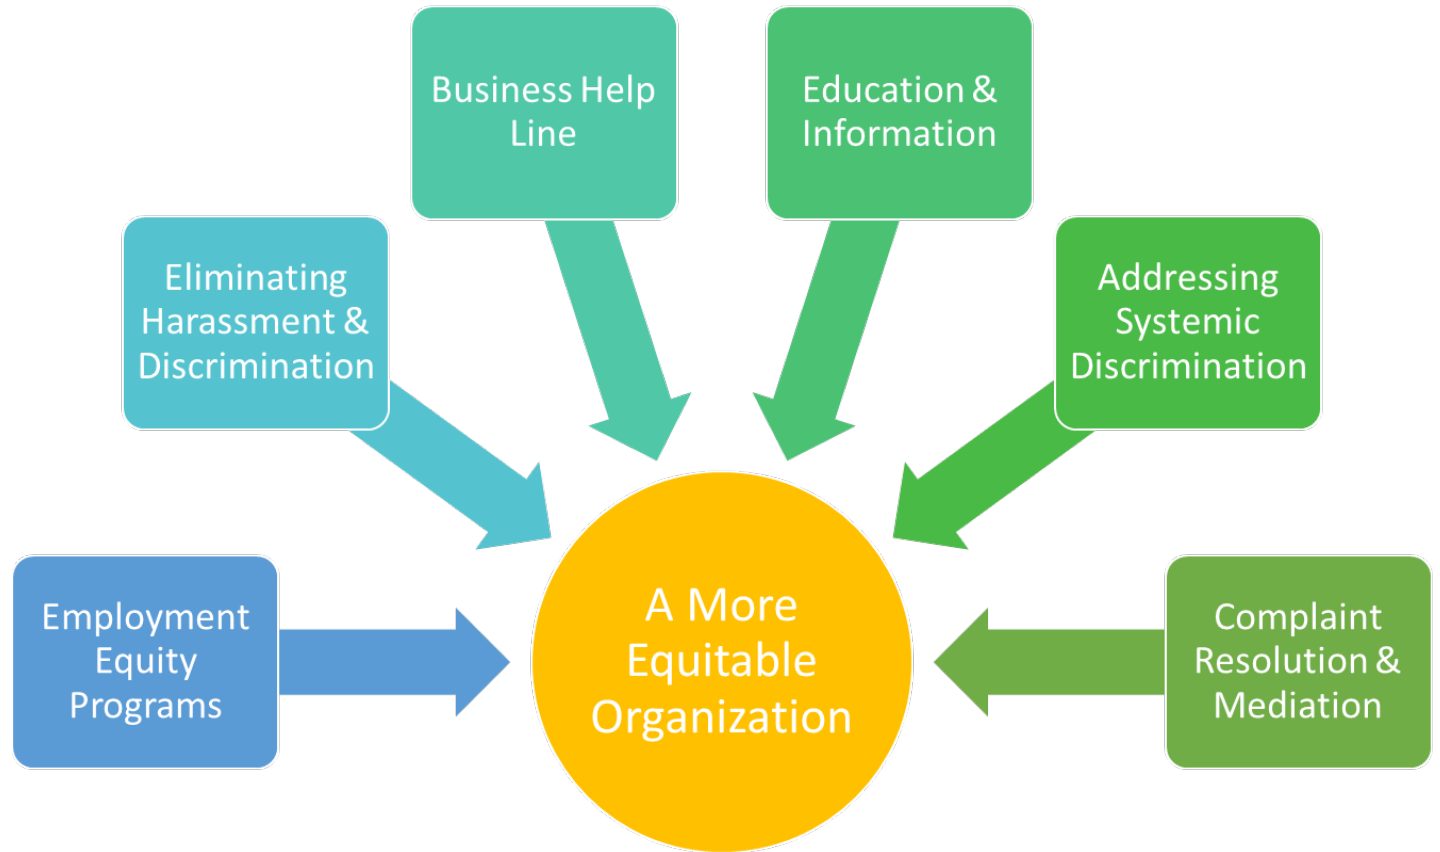 Business Help
Line
Education &
Information
Eliminating
Harassment &
Discrimination
Addressing
Systemic
Discrimination
Employment
Equity
Programs
A More
Equitable
Organization
Complaint
Resolution &
Mediation